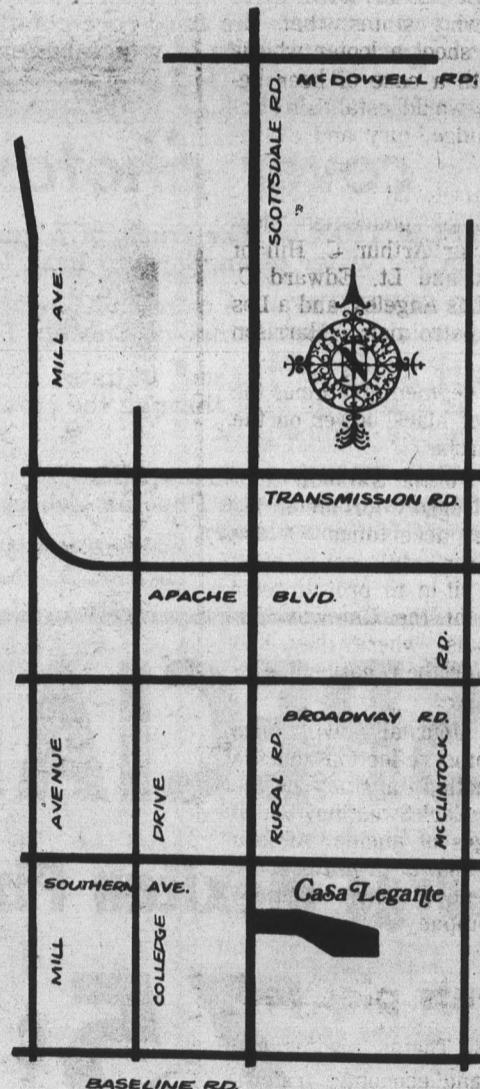 McDOWELL RD.
SCOTTSDALE RD.
MILL AVE.
N
TRANSMISSION RD.
APACHE BLVD.
BROADWAY RD.
McCLINTOCK RD.
RURAL RD.
AVENUE
DRIVE
SOUTHERN AVE.
Casa Legante
MILL
COLLEDGE
BASELINE RD.